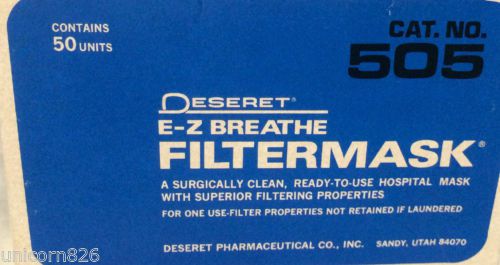 CONTAINS
50 UNITS
CAT. NO.
505
DESERET®
E-Z BREATHE
FILTERMASK®
A SURGICALLY CLEAN, READY-TO-USE HOSPITAL MASK
WITH SUPERIOR FILTERING PROPERTIES
FOR ONE USE-FILTER PROPERTIES NOT RETAINED IF LAUNDERED
DESERET PHARMACEUTICAL CO., INC. SANDY, UTAH 84070
unicorn826